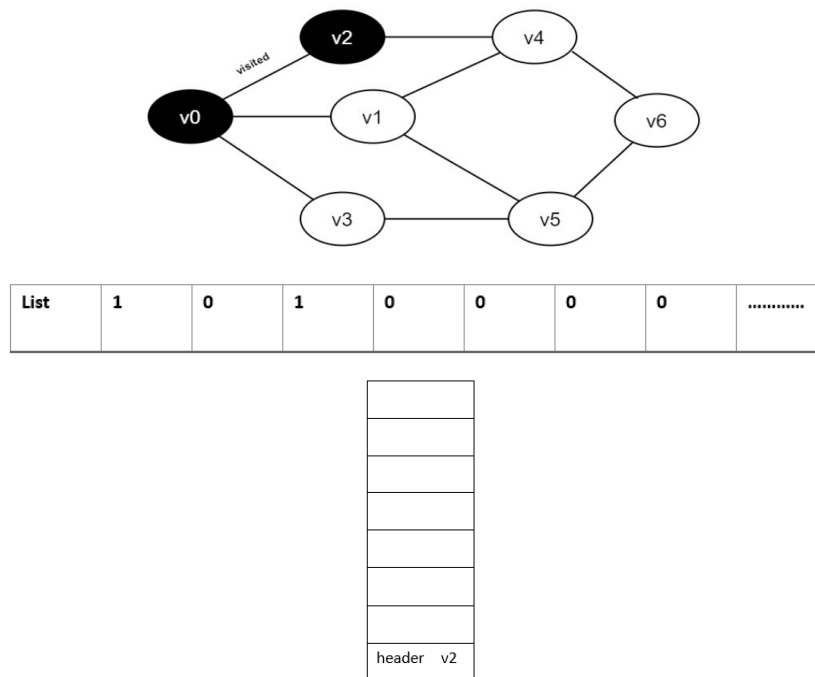 v2 v4
visited
v0 v1 v6
v3 v5
List 1 0 1 0 0 0 0 ............
header v2